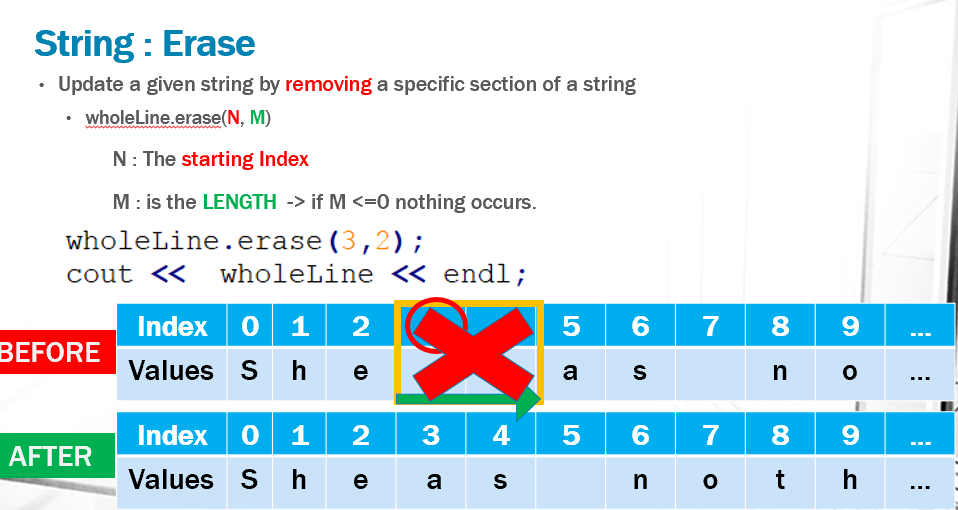 String : Erase
• Update a given string by removing a specific section of a string
• wholeLine.erase(N, M)
N : The starting Index
M : is the LENGTH -> if M <=0 nothing occurs.
wholeLine.erase(3,2);
cout << wholeLine << endl;
BEFORE
Index 0 1 2 5 6 7 8 9 ...
Values S h e a s n o ...
AFTER
Index 0 1 2 3 4 5 6 7 8 9 ...
Values S h e a s n o t h ...